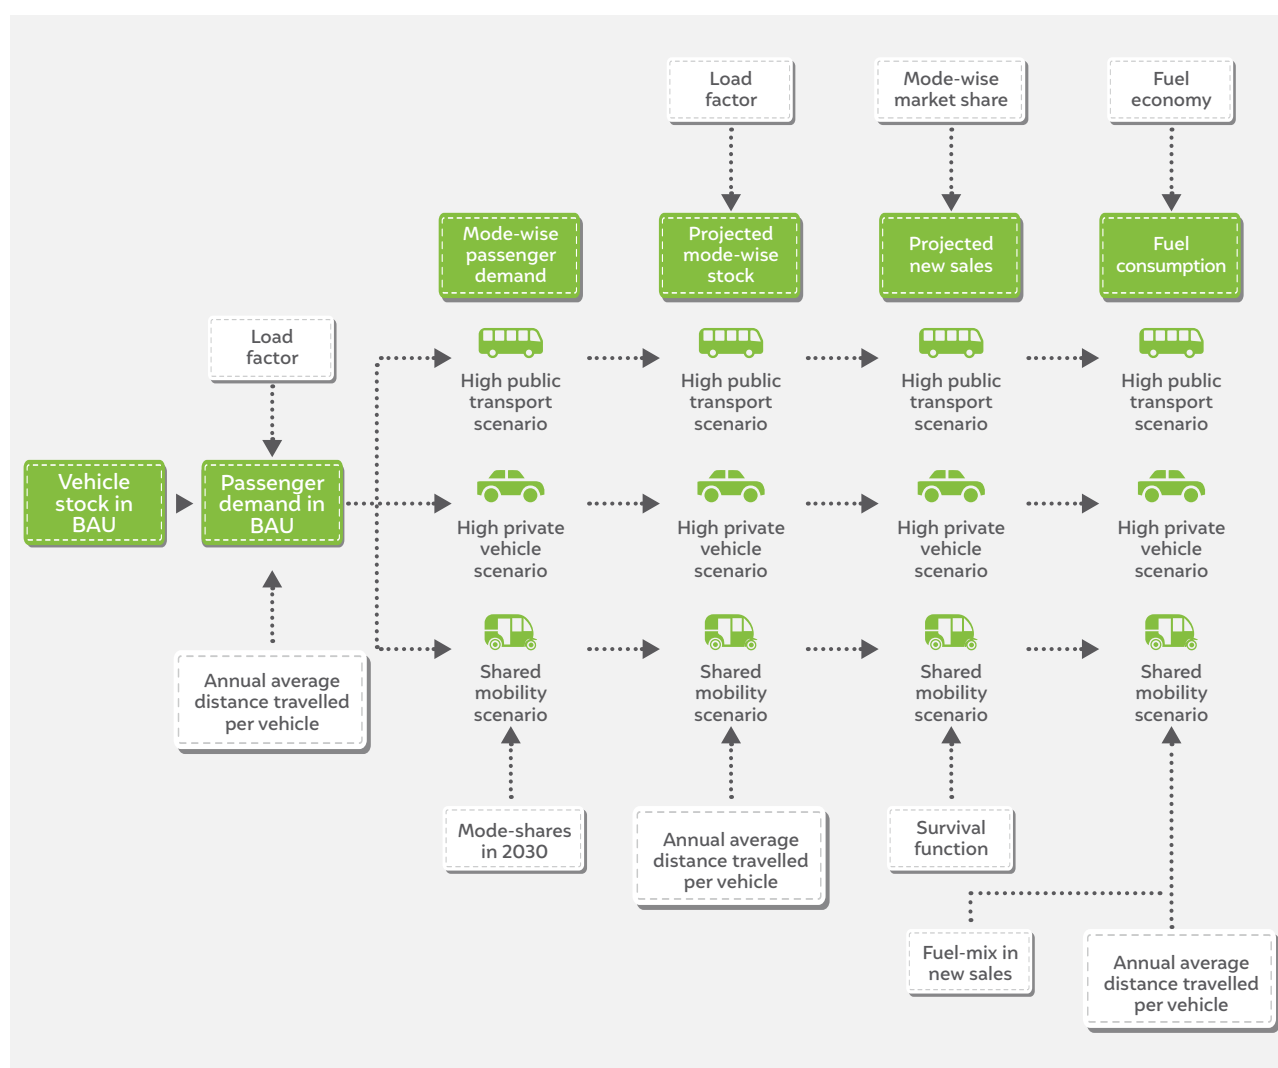 Load
factor
Mode-wise
market share
Fuel
economy
Mode-wise
passenger
demand
Projected
mode-wise
stock
Projected
new sales
Fuel
consumption
Load
factor
Vehicle
stock in
BAU
Passenger
demand in
BAU
Annual average
distance travelled
per vehicle
High public
transport
scenario
High public
transport
scenario
High public
transport
scenario
High public
transport
scenario
High private
vehicle
scenario
High private
vehicle
scenario
High private
vehicle
scenario
High private
vehicle
scenario
Shared
mobility
scenario
Shared
mobility
scenario
Shared
mobility
scenario
Shared
mobility
scenario
Mode-shares
in 2030
Annual average
distance travelled
per vehicle
Survival
function
Fuel-mix in
new sales
Annual average
distance travelled
per vehicle